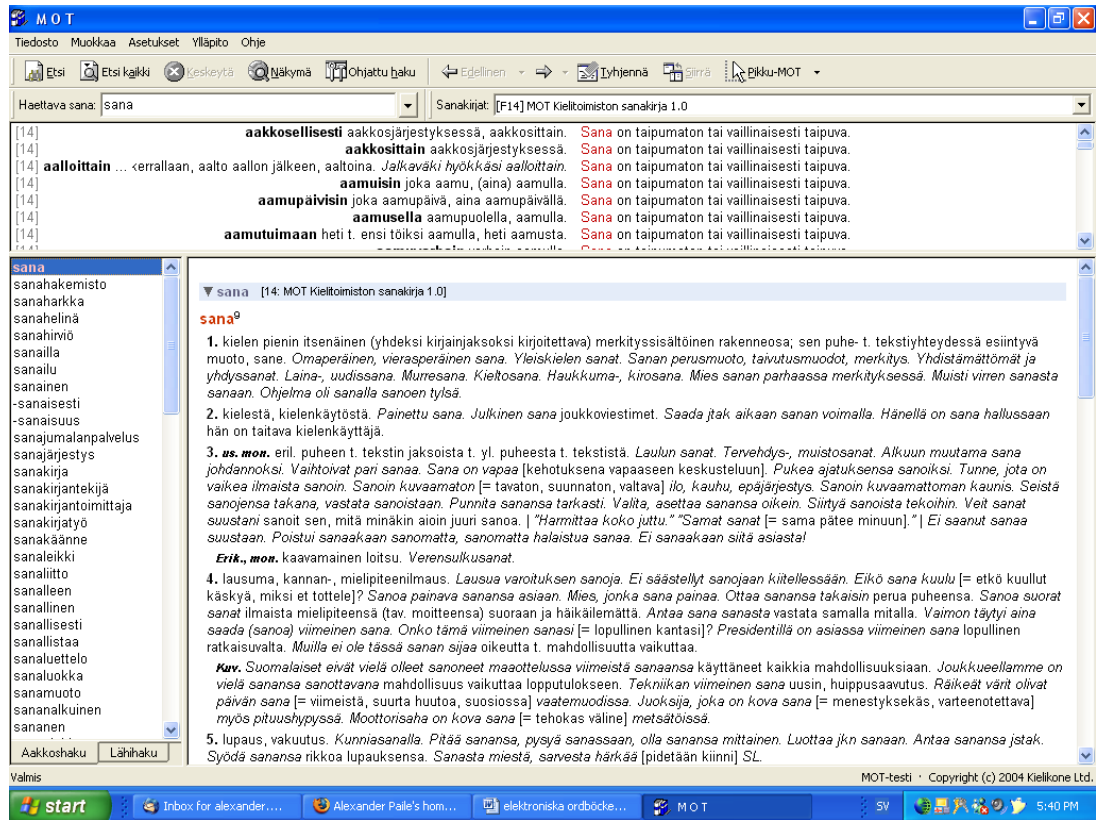 M O T
Tiedosto Muokkaa Asetukset Ylläpito Ohje
Etsi Etsi kaikki Keskeytä Näkymä Ohjattu haku Edellinen Tyhjennä Siirrä Pikku-MOT
Haettava sana: sana Sanakirjat: [F14] MOT Kielitoimiston sanakirja 1.0
[14] aakkosellisesti aakkosjärjestyksessä, aakkosittain. Sana on taipumaton tai vaillinaisesti taipuva.
[14] aakkosittain aakkosjärjestyksessä. Sana on taipumaton tai vaillinaisesti taipuva.
[14] aalloittain ... ‹errallaan, aalto aallon jälkeen, aaltoina. Jalkaväki hyökkäsi aalloittain. Sana on taipumaton tai vaillinaisesti taipuva.
[14] aamuisin joka aamu, (aina) aamulla. Sana on taipumaton tai vaillinaisesti taipuva.
[14] aamupäivisin joka aamupäivä, aina aamupäivällä. Sana on taipumaton tai vaillinaisesti taipuva.
[14] aamusella aamupuolella, aamulla. Sana on taipumaton tai vaillinaisesti taipuva.
[14] aamutuimaan heti t. ensi töiksi aamulla, heti aamusta. Sana on taipumaton tai vaillinaisesti taipuva.
sana
sanahakemisto
sanaharkka
sanahelinä
sanahirviö
sanailla
sanailu
sanainen
-sanaisesti
-sanaisuus
sanajumalanpalvelus
sanajärjestys
sanakirja
sanakirjantekijä
sanakirjantoimittaja
sanakirjatyö
sanakäänne
sanaleikki
sanaliitto
sanalleen
sanallinen
sanallisesti
sanallistaa
sanaluettelo
sanaluokka
sanamuoto
sananalkuinen
sananen
Aakkoshaku Lähihaku
sana [14: MOT Kielitoimiston sanakirja 1.0]
sana9
1. kielen pienin itsenäinen (yhdeksi kirjainjaksoksi kirjoitettava) merkityssisältöinen rakenneosa; sen puhe- t. tekstiyhteydessä esiintyvä
muoto, sane. Omaperäinen, vierasperäinen sana. Yleiskielen sanat. Sanan perusmuoto, taivutusmuodot, merkitys. Yhdistämättömät ja
yhdyssanat. Laina-, uudissana. Murresana. Kieltosana. Haukkuma-, kirosana. Mies sanan parhaassa merkityksessä. Muisti virren sanasta
sanaan. Ohjelma oli sanalla sanoen tylsä.
2. kielestä, kielenkäytöstä. Painettu sana. Julkinen sana joukkoviestimet. Saada jtak aikaan sanan voimalla. Hänellä on sana hallussaan
hän on taitava kielenkäyttäjä.
3. us. mon. eril. puheen t. tekstin jaksoista t. yl. puheesta t. tekstistä. Laulun sanat. Tervehdys-, muistosanat. Alkuun muutama sana
johdannoksi. Vaihtoivat pari sanaa. Sana on vapaa [kehotuksena vapaaseen keskusteluun]. Pukea ajatuksensa sanoiksi. Tunne, jota on
vaikea ilmaista sanoin. Sanoin kuvaamaton [= tavaton, suunnaton, valtava] ilo, kauhu, epäjärjestys. Sanoin kuvaamattoman kaunis. Seistä
sanojensa takana, vastata sanoistaan. Punnita sanansa tarkasti. Valita, asettaa sanansa oikein. Siirtyä sanoista tekoihin. Veit sanat
suustani sanoit sen, mitä minäkin aioin juuri sanoa. | "Harmittaa koko juttu." "Samat sanat [= sama pätee minuun]." | Ei saanut sanaa
suustaan. Poistui sanaakaan sanomatta, sanomatta halaistua sanaa. Ei sanaakaan siitä asiasta!
Erik., mon. kaavamainen loitsu. Verensulkusanat.
4. lausuma, kannan-, mielipiteenilmaus. Lausua varoituksen sanoja. Ei säästellyt sanojaan kiitellessään. Eikö sana kuulu [= etkö kuullut
käskyä, miksi et tottele]? Sanoa painava sanansa asiaan. Mies, jonka sana painaa. Ottaa sanansa takaisin perua puheensa. Sanoa suorat
sanat ilmaista mielipiteensä (tav. moitteensa) suoraan ja häikäilemättä. Antaa sana sanasta vastata samalla mitalla. Vaimon täytyi aina
saada (sanoa) viimeinen sana. Onko tämä viimeinen sanasi [= lopullinen kantasi]? Presidentillä on asiassa viimeinen sana lopullinen
ratkaisuvalta. Muilla ei ole tässä sanan sijaa oikeutta t. mahdollisuutta vaikuttaa.
Kuv. Suomalaiset eivät vielä olleet sanoneet maaottelussa viimeistä sanaansa käyttäneet kaikkia mahdollisuuksiaan. Joukkueellamme on
vielä sanansa sanottavana mahdollisuus vaikuttaa lopputulokseen. Tekniikan viimeinen sana uusin, huippusaavutus. Räikeät värit olivat
päivän sana [= viimeistä, suurta huutoa, suosiossa] vaatemuodissa. Juoksija, joka on kova sana [= menestyksekäs, varteenotettava]
myös pituushypyssä. Moottorisaha on kova sana [= tehokas väline] metsätöissä.
5. lupaus, vakuutus. Kunniasanalla. Pitää sanansa, pysyä sanassaan, olla sanansa mittainen. Luottaa jkn sanaan. Antaa sanansa jstak.
Syödä sanansa rikkoa lupauksensa. Sanasta miestä, sarvesta härkää [pidetään kiinni] SL.
Valmis MOT-testi · Copyright (c) 2004 Kielikone Ltd.
start Inbox for alexander.... Alexander Paile's hom... elektroniska ordböcke... M O T SV 5:40 PM